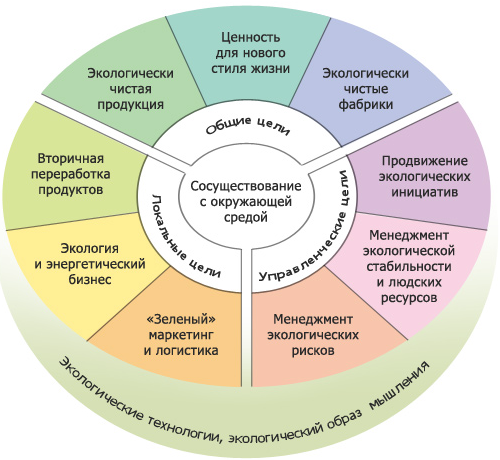 Ценность
для нового
стиля жизни
Экологически
чистая
продукция
Экологически
чистые
фабрики
Общие цели
Вторичная
переработка
продуктов
Продвижение
экологических
инициатив
Сосуществование
с окружающей
средой
Локальные цели
Управленческие цели
Экология
и энергетический
бизнес
Менеджмент
экологической
стабильности
и людских
ресурсов
«Зеленый»
маркетинг
и логистика
Менеджмент
экологических
рисков
Экологические технологии, экологический образ мышления